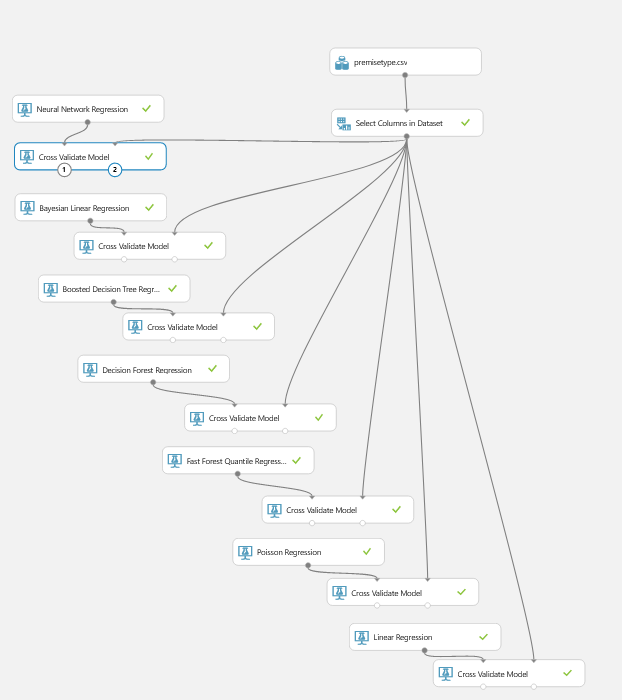 premisetype.csv
Neural Network Regression
Select Columns in Dataset
Cross Validate Model
1
2
Bayesian Linear Regression
Cross Validate Model
Boosted Decision Tree Regr...
Cross Validate Model
Decision Forest Regression
Cross Validate Model
Fast Forest Quantile Regress...
Cross Validate Model
Poisson Regression
Cross Validate Model
Linear Regression
Cross Validate Model